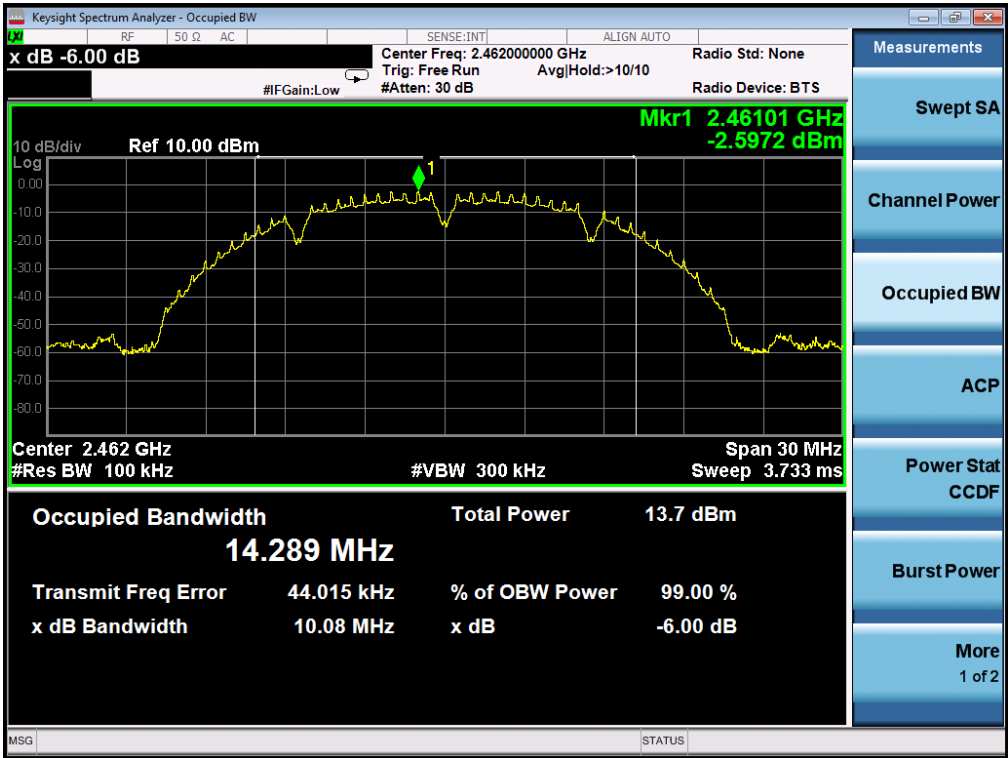 Keysight Spectrum Analyzer - Occupied BW
LXI RF 50 Ω AC SENSE:INT ALIGN AUTO
x dB -6.00 dB
Center Freq: 2.462000000 GHz Radio Std: None
Trig: Free Run Avg|Hold:>10/10
#IFGain:Low #Atten: 30 dB Radio Device: BTS
Mkr1 2.46101 GHz
-2.5972 dBm
10 dB/div Ref 10.00 dBm
Log
1
0.00
-10.0
-20.0
-30.0
-40.0
-50.0
-60.0
-70.0
-80.0
Center 2.462 GHz Span 30 MHz
#Res BW 100 kHz #VBW 300 kHz Sweep 3.733 ms
Occupied Bandwidth Total Power 13.7 dBm
14.289 MHz
Transmit Freq Error 44.015 kHz % of OBW Power 99.00 %
x dB Bandwidth 10.08 MHz x dB -6.00 dB
MSG STATUS
Measurements
Swept SA
Channel Power
Occupied BW
ACP
Power Stat
CCDF
Burst Power
More
1 of 2